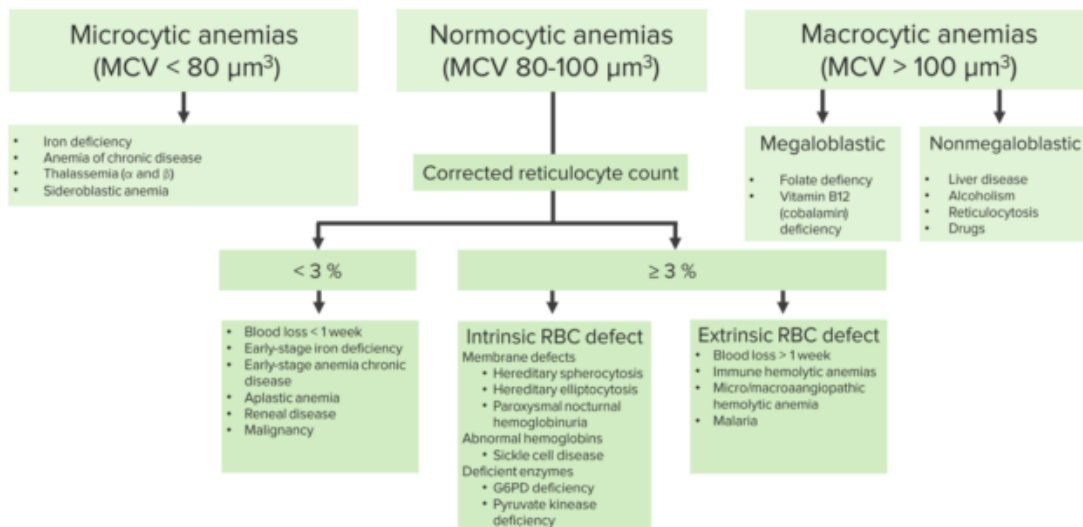 Microcytic anemias
(MCV < 80 µm³)
Normocytic anemias
(MCV 80-100 µm³)
Macrocytic anemias
(MCV > 100 µm³)
• Iron deficiency
• Anemia of chronic disease
• Thalassemia (α and β)
• Sideroblastic anemia
Corrected reticulocyte count
Megaloblastic
• Folate defiency
• Vitamin B12
(cobalamin)
deficiency
Nonmegaloblastic
• Liver disease
• Alcoholism
• Reticulocytosis
• Drugs
< 3 %
≥ 3 %
• Blood loss < 1 week
• Early-stage iron deficiency
• Early-stage anemia chronic
disease
• Aplastic anemia
• Reneal disease
• Malignancy
Intrinsic RBC defect
Membrane defects
• Hereditary spherocytosis
• Hereditary elliptocytosis
• Paroxysmal nocturnal
hemoglobinuria
Abnormal hemoglobins
• Sickle cell disease
Deficient enzymes
• G6PD deficiency
• Pyruvate kinease
deficiency
Extrinsic RBC defect
• Blood loss > 1 week
• Immune hemolytic anemias
• Micro/macroaangiopathic
hemolytic anemia
• Malaria